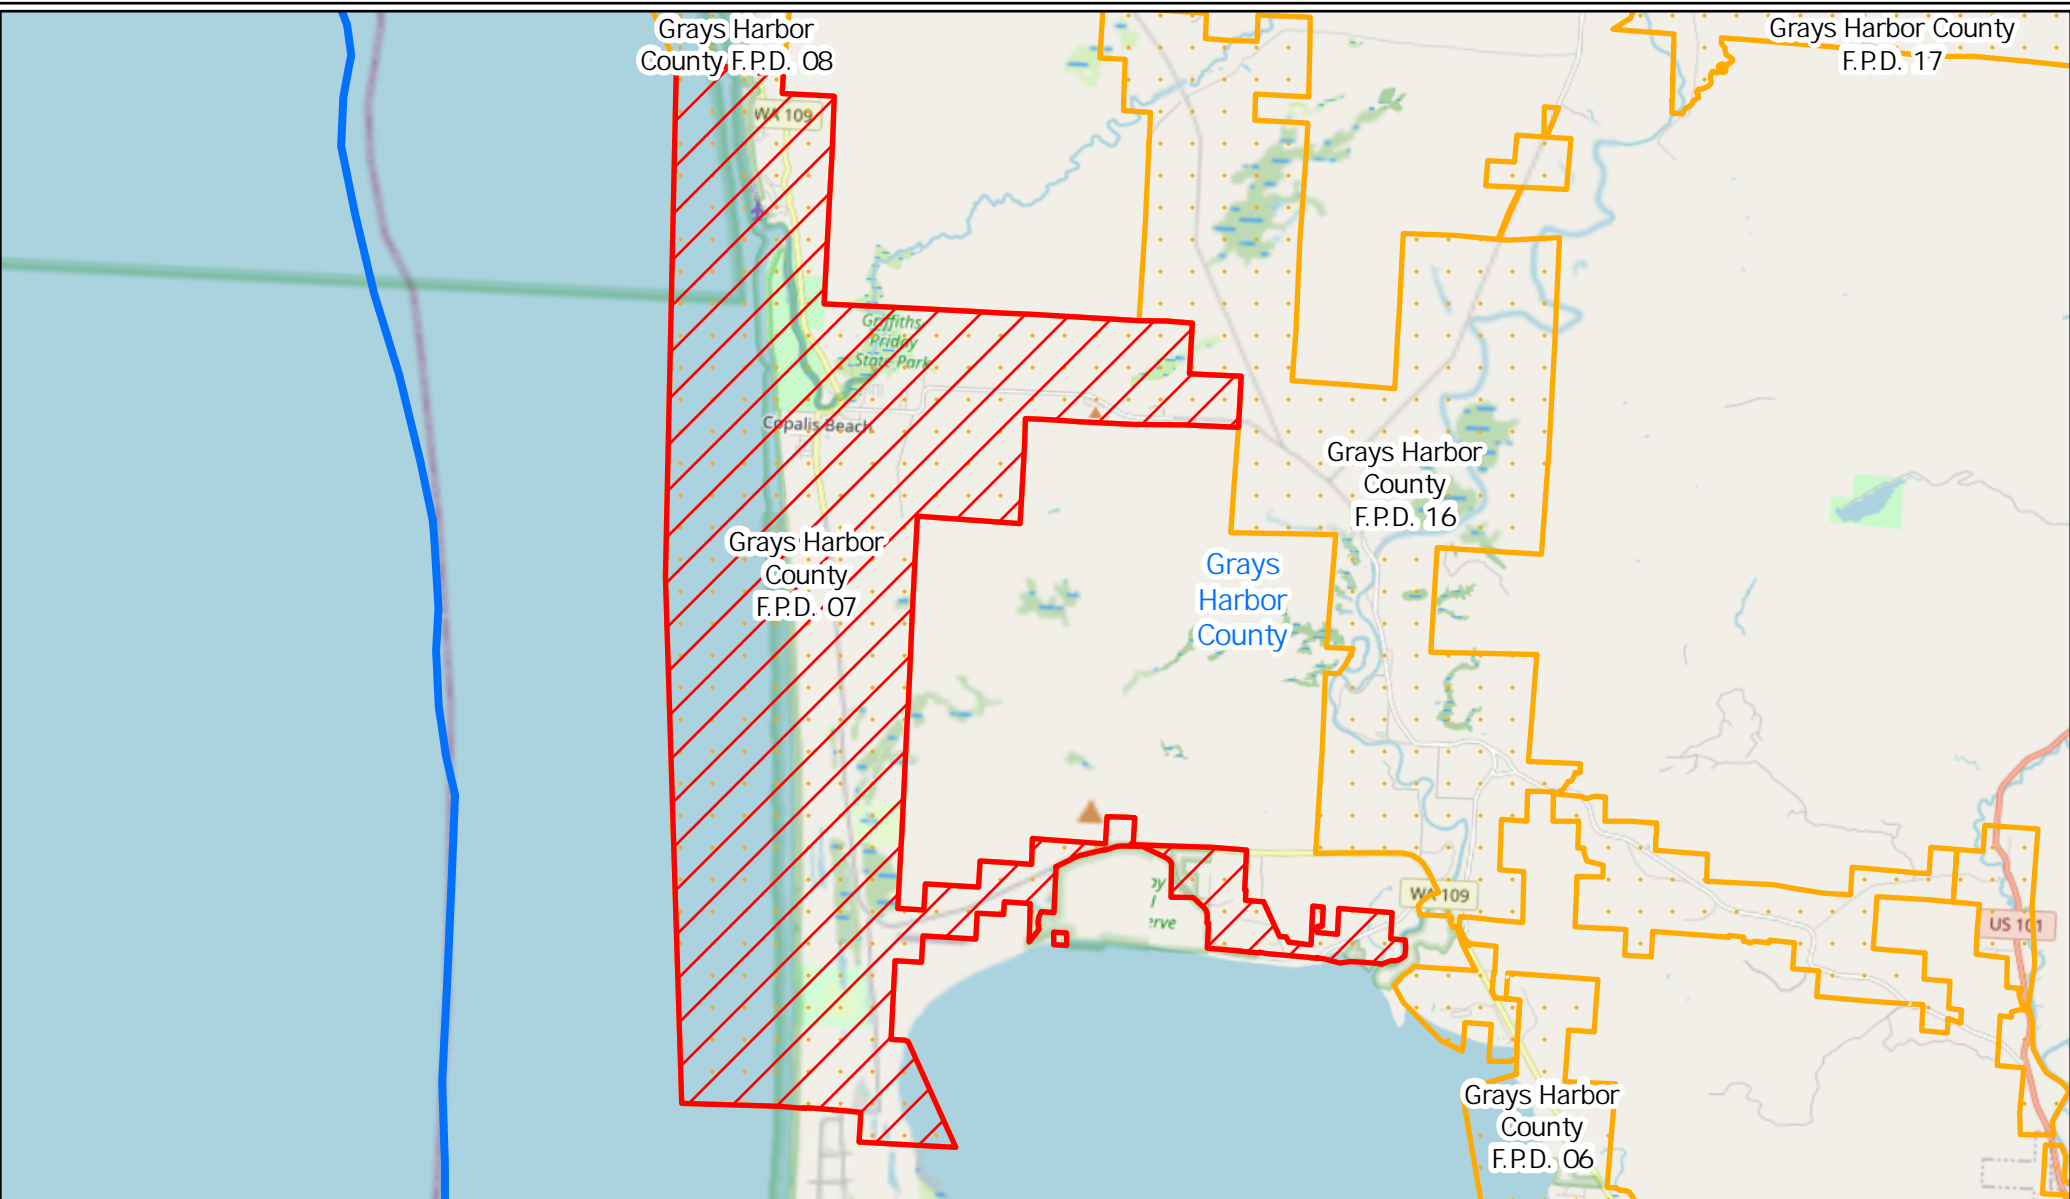 Grays Harbor
County F.P.D. 08
Grays Harbor County
F.P.D. 17
WA 109
Griffiths
Priday
State Park
Copalis Beach
Grays Harbor
County
F.P.D. 16
Grays Harbor
County
F.P.D. 07
Grays
Harbor
County
WA 109
US 101
Grays Harbor
County
F.P.D. 06